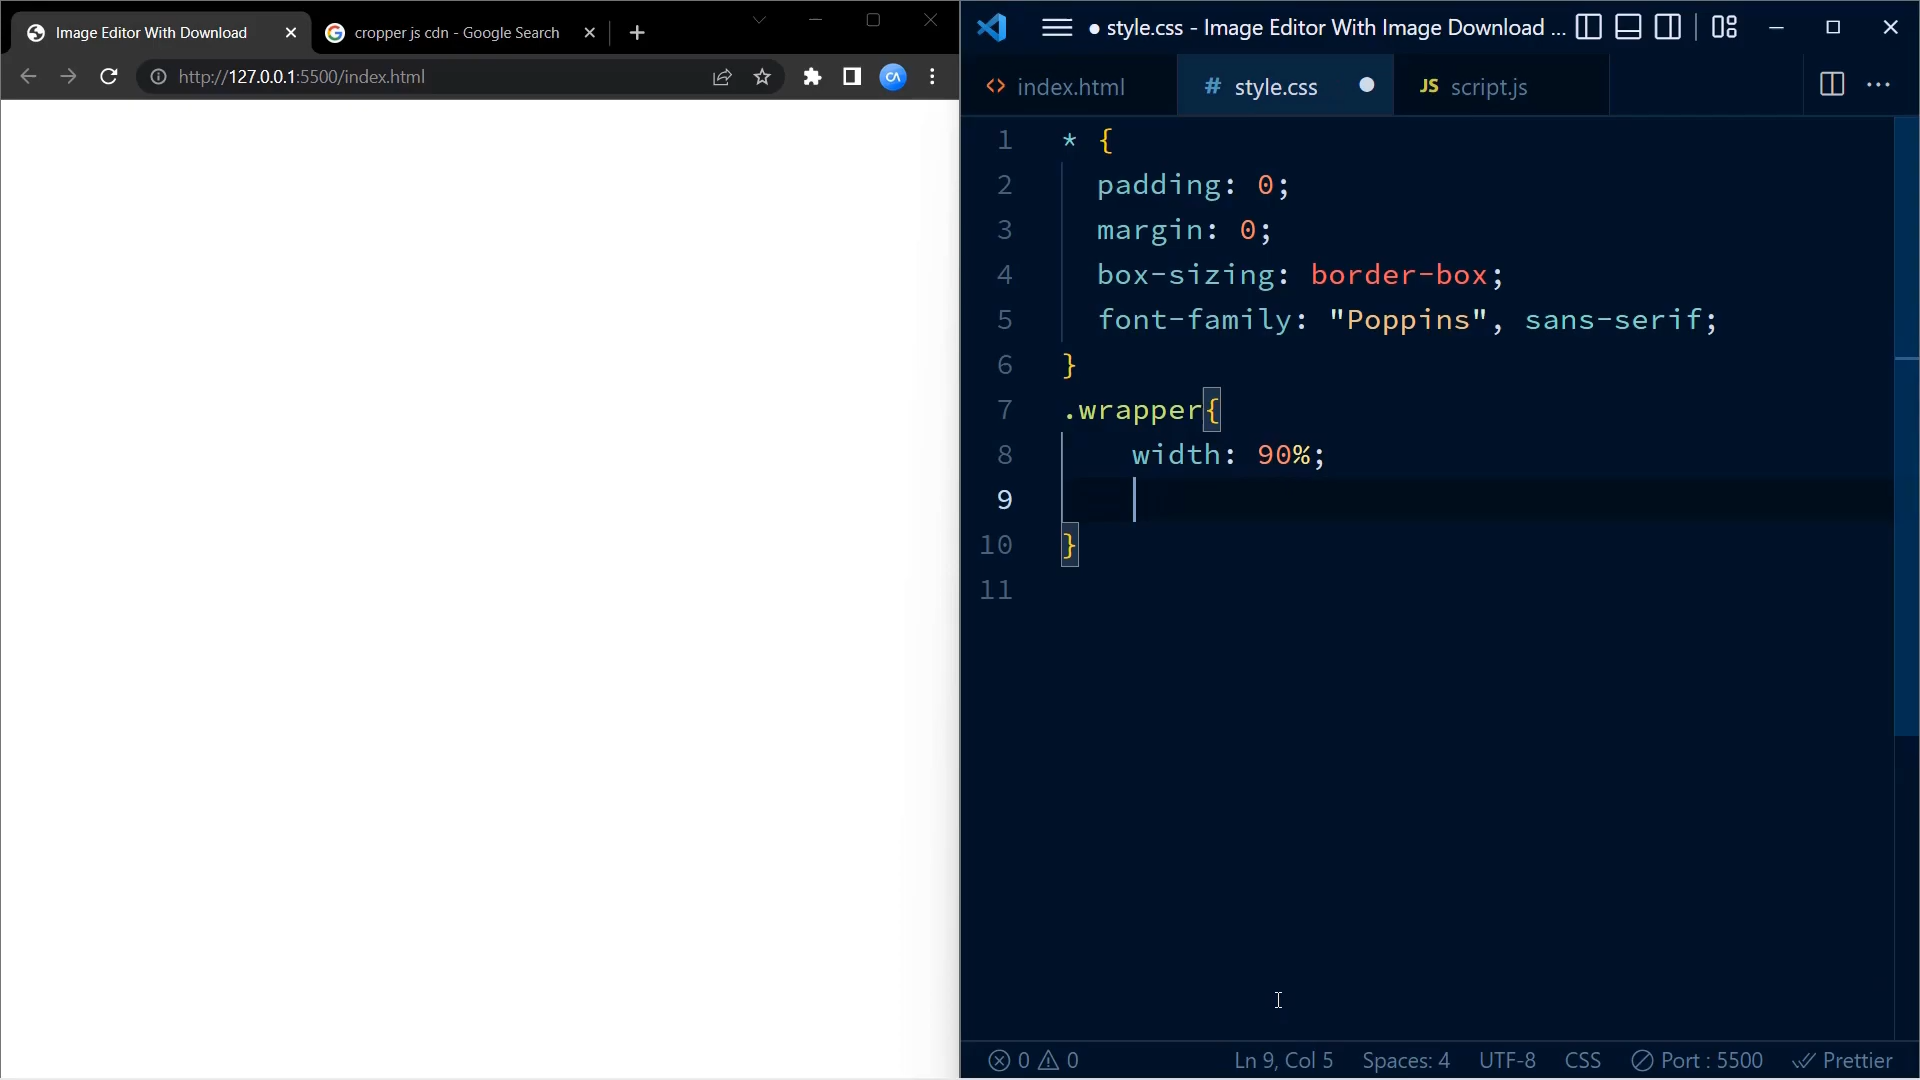 Image Editor With Download
cropper js cdn - Google Search
http://127.0.0.1:5500/index.html
CA
● style.css - Image Editor With Image Download ...
<> index.html
# style.css ●
JS script.js
1 * {
2 padding: 0;
3 margin: 0;
4 box-sizing: border-box;
5 font-family: "Poppins", sans-serif;
6 }
7 .wrapper{
8 width: 90%;
9
10 }
11
0 0 Ln 9, Col 5 Spaces: 4 UTF-8 CSS Port : 5500 Prettier